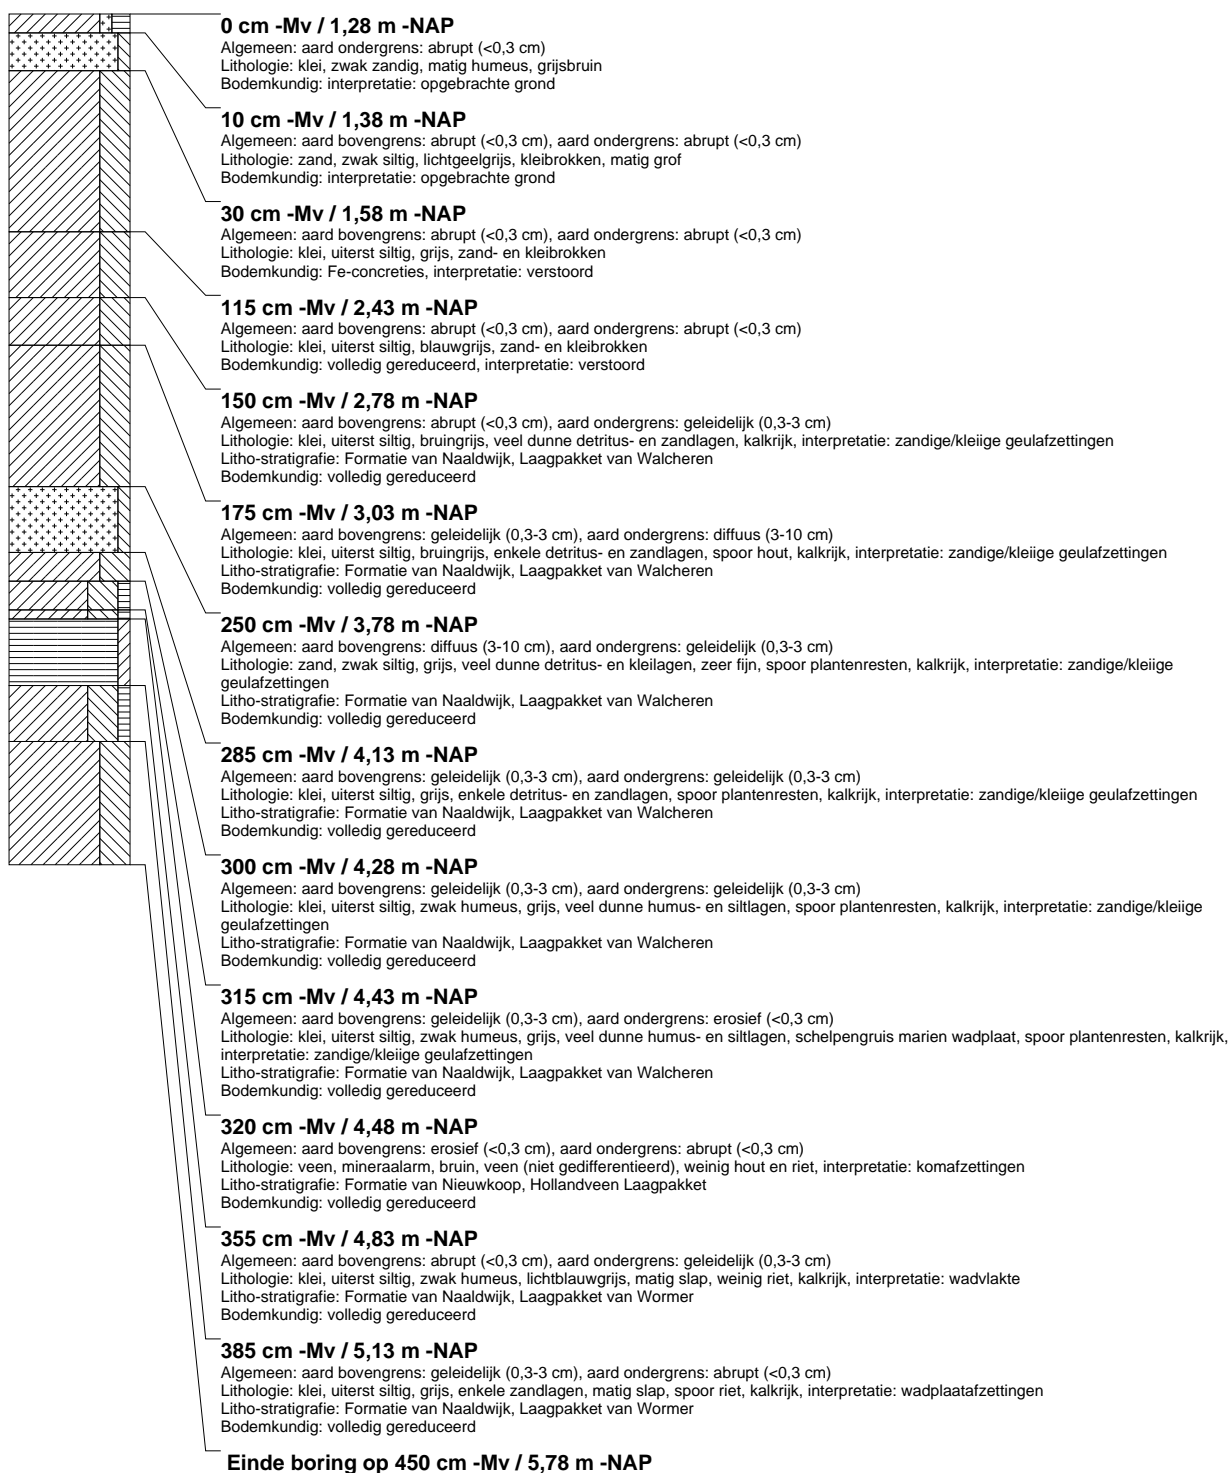 0 cm -Mv / 1,28 m -NAP
Algemeen: aard ondergrens: abrupt (<0,3 cm)
Lithologie: klei, zwak zandig, matig humeus, grijsbruin
Bodemkundig: interpretatie: opgebrachte grond
10 cm -Mv / 1,38 m -NAP
Algemeen: aard bovengrens: abrupt (<0,3 cm), aard ondergrens: abrupt (<0,3 cm)
Lithologie: zand, zwak siltig, lichtgeelgrijs, kleibrokken, matig grof
Bodemkundig: interpretatie: opgebrachte grond
30 cm -Mv / 1,58 m -NAP
Algemeen: aard bovengrens: abrupt (<0,3 cm), aard ondergrens: abrupt (<0,3 cm)
Lithologie: klei, uiterst siltig, grijs, zand- en kleibrokken
Bodemkundig: Fe-concreties, interpretatie: verstoord
115 cm -Mv / 2,43 m -NAP
Algemeen: aard bovengrens: abrupt (<0,3 cm), aard ondergrens: abrupt (<0,3 cm)
Lithologie: klei, uiterst siltig, blauwgrijs, zand- en kleibrokken
Bodemkundig: volledig gereduceerd, interpretatie: verstoord
150 cm -Mv / 2,78 m -NAP
Algemeen: aard bovengrens: abrupt (<0,3 cm), aard ondergrens: geleidelijk (0,3-3 cm)
Lithologie: klei, uiterst siltig, bruingrijs, veel dunne detritus- en zandlagen, kalkrijk, interpretatie: zandige/kleiige geulafzettingen
Litho-stratigrafie: Formatie van Naaldwijk, Laagpakket van Walcheren
Bodemkundig: volledig gereduceerd
175 cm -Mv / 3,03 m -NAP
Algemeen: aard bovengrens: geleidelijk (0,3-3 cm), aard ondergrens: diffuus (3-10 cm)
Lithologie: klei, uiterst siltig, bruingrijs, enkele detritus- en zandlagen, spoor hout, kalkrijk, interpretatie: zandige/kleiige geulafzettingen
Litho-stratigrafie: Formatie van Naaldwijk, Laagpakket van Walcheren
Bodemkundig: volledig gereduceerd
250 cm -Mv / 3,78 m -NAP
Algemeen: aard bovengrens: diffuus (3-10 cm), aard ondergrens: geleidelijk (0,3-3 cm)
Lithologie: zand, zwak siltig, grijs, veel dunne detritus- en kleilagen, zeer fijn, spoor plantenresten, kalkrijk, interpretatie: zandige/kleiige
geulafzettingen
Litho-stratigrafie: Formatie van Naaldwijk, Laagpakket van Walcheren
Bodemkundig: volledig gereduceerd
285 cm -Mv / 4,13 m -NAP
Algemeen: aard bovengrens: geleidelijk (0,3-3 cm), aard ondergrens: geleidelijk (0,3-3 cm)
Lithologie: klei, uiterst siltig, grijs, enkele detritus- en zandlagen, spoor plantenresten, kalkrijk, interpretatie: zandige/kleiige geulafzettingen
Litho-stratigrafie: Formatie van Naaldwijk, Laagpakket van Walcheren
Bodemkundig: volledig gereduceerd
300 cm -Mv / 4,28 m -NAP
Algemeen: aard bovengrens: geleidelijk (0,3-3 cm), aard ondergrens: geleidelijk (0,3-3 cm)
Lithologie: klei, uiterst siltig, zwak humeus, grijs, veel dunne humus- en siltlagen, spoor plantenresten, kalkrijk, interpretatie: zandige/kleiige
geulafzettingen
Litho-stratigrafie: Formatie van Naaldwijk, Laagpakket van Walcheren
Bodemkundig: volledig gereduceerd
315 cm -Mv / 4,43 m -NAP
Algemeen: aard bovengrens: geleidelijk (0,3-3 cm), aard ondergrens: erosief (<0,3 cm)
Lithologie: klei, uiterst siltig, zwak humeus, grijs, veel dunne humus- en siltlagen, schelpengruis marien wadplaat, spoor plantenresten, kalkrijk,
interpretatie: zandige/kleiige geulafzettingen
Litho-stratigrafie: Formatie van Naaldwijk, Laagpakket van Walcheren
Bodemkundig: volledig gereduceerd
320 cm -Mv / 4,48 m -NAP
Algemeen: aard bovengrens: erosief (<0,3 cm), aard ondergrens: abrupt (<0,3 cm)
Lithologie: veen, mineraalarm, bruin, veen (niet gedifferentieerd), weinig hout en riet, interpretatie: komafzettingen
Litho-stratigrafie: Formatie van Nieuwkoop, Hollandveen Laagpakket
Bodemkundig: volledig gereduceerd
355 cm -Mv / 4,83 m -NAP
Algemeen: aard bovengrens: abrupt (<0,3 cm), aard ondergrens: geleidelijk (0,3-3 cm)
Lithologie: klei, uiterst siltig, zwak humeus, lichtblauwgrijs, matig slap, weinig riet, kalkrijk, interpretatie: wadvlakte
Litho-stratigrafie: Formatie van Naaldwijk, Laagpakket van Wormer
Bodemkundig: volledig gereduceerd
385 cm -Mv / 5,13 m -NAP
Algemeen: aard bovengrens: geleidelijk (0,3-3 cm), aard ondergrens: abrupt (<0,3 cm)
Lithologie: klei, uiterst siltig, grijs, enkele zandlagen, matig slap, spoor riet, kalkrijk, interpretatie: wadplaatafzettingen
Litho-stratigrafie: Formatie van Naaldwijk, Laagpakket van Wormer
Bodemkundig: volledig gereduceerd
Einde boring op 450 cm -Mv / 5,78 m -NAP